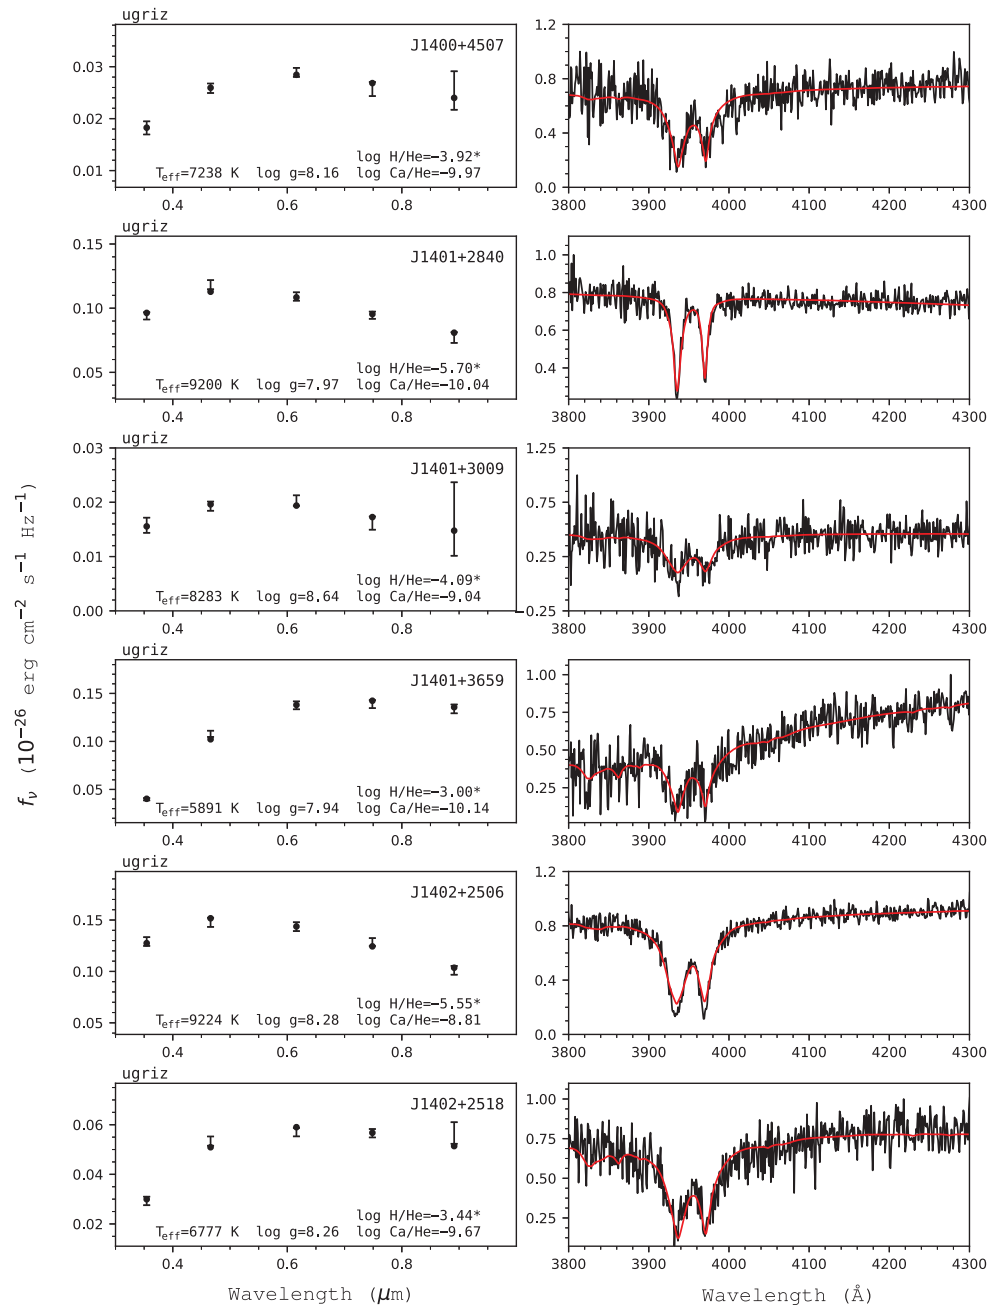 ugriz
J1400+4507
0.03
0.02
0.01
log H/He=−3.92*
T_eff=7238 K log g=8.16 log Ca/He=−9.97
0.4 0.6 0.8
1.2
0.8
0.4
0.0
3800 3900 4000 4100 4200 4300
ugriz
J1401+2840
0.15
0.10
0.05
log H/He=−5.70*
T_eff=9200 K log g=7.97 log Ca/He=−10.04
0.4 0.6 0.8
1.0
0.8
0.6
0.4
3800 3900 4000 4100 4200 4300
ugriz
J1401+3009
0.03
0.02
0.01
0.00
log H/He=−4.09*
T_eff=8283 K log g=8.64 log Ca/He=−9.04
0.4 0.6 0.8
1.25
0.75
0.25
−0.25
3800 3900 4000 4100 4200 4300
f_ν (10⁻²⁶ erg cm⁻² s⁻¹ Hz⁻¹)
ugriz
J1401+3659
0.15
0.10
0.05
log H/He=−3.00*
T_eff=5891 K log g=7.94 log Ca/He=−10.14
0.4 0.6 0.8
1.00
0.75
0.50
0.25
3800 3900 4000 4100 4200 4300
ugriz
J1402+2506
0.15
0.10
0.05
log H/He=−5.55*
T_eff=9224 K log g=8.28 log Ca/He=−8.81
0.4 0.6 0.8
1.2
0.8
0.4
0.0
3800 3900 4000 4100 4200 4300
ugriz
J1402+2518
0.06
0.04
0.02
log H/He=−3.44*
T_eff=6777 K log g=8.26 log Ca/He=−9.67
0.4 0.6 0.8
1.00
0.75
0.50
0.25
3800 3900 4000 4100 4200 4300
Wavelength (μm)
Wavelength (Å)